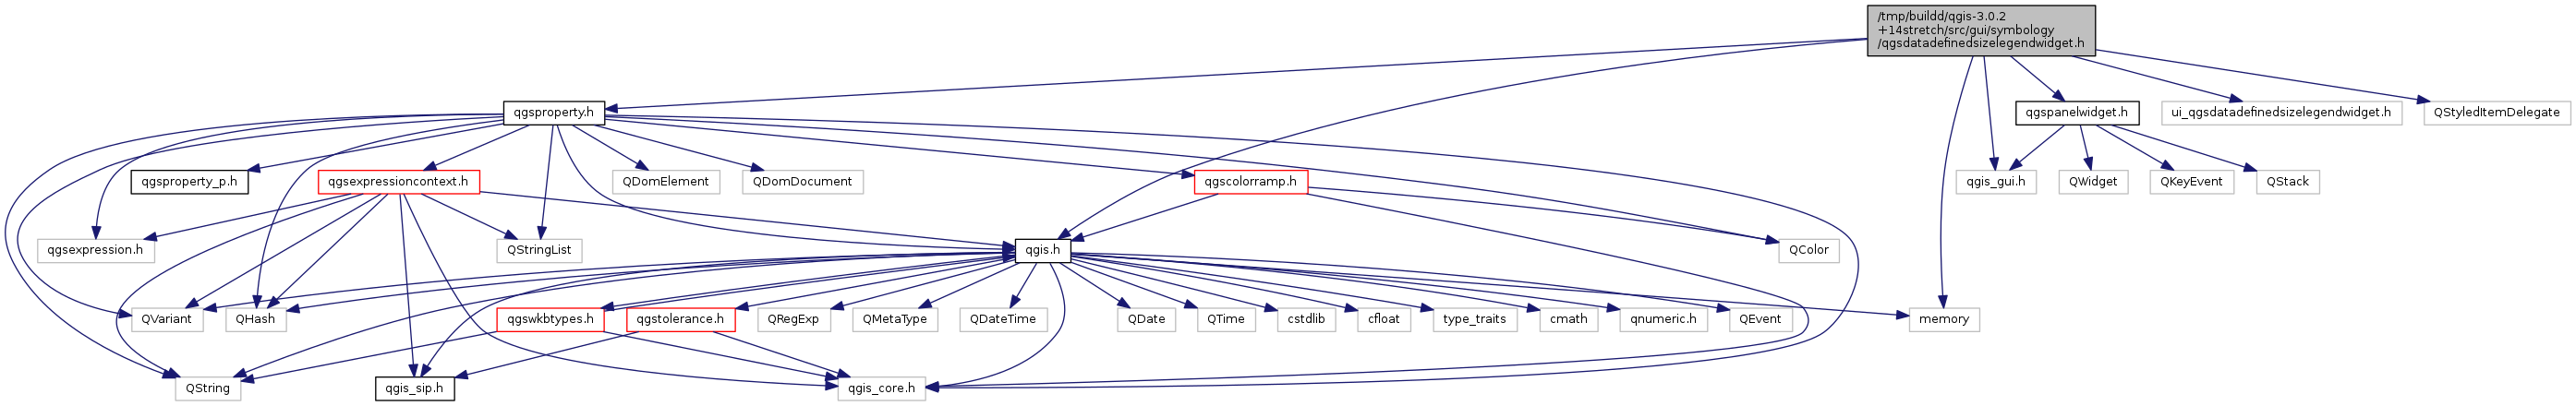 /tmp/buildd/qgis-3.0.2
+14stretch/src/gui/symbology
/qgsdatadefinedsizelegendwidget.h
qgsproperty.h
qgspanelwidget.h
ui_qgsdatadefinedsizelegendwidget.h
QStyledItemDelegate
qgsproperty_p.h
qgsexpressioncontext.h
QDomElement
QDomDocument
qgscolorramp.h
qgis_gui.h
QWidget
QKeyEvent
QStack
qgsexpression.h
QStringList
qgis.h
QColor
QVariant
QHash
qgswkbtypes.h
qgstolerance.h
QRegExp
QMetaType
QDateTime
QDate
QTime
cstdlib
cfloat
type_traits
cmath
qnumeric.h
QEvent
memory
QString
qgis_sip.h
qgis_core.h